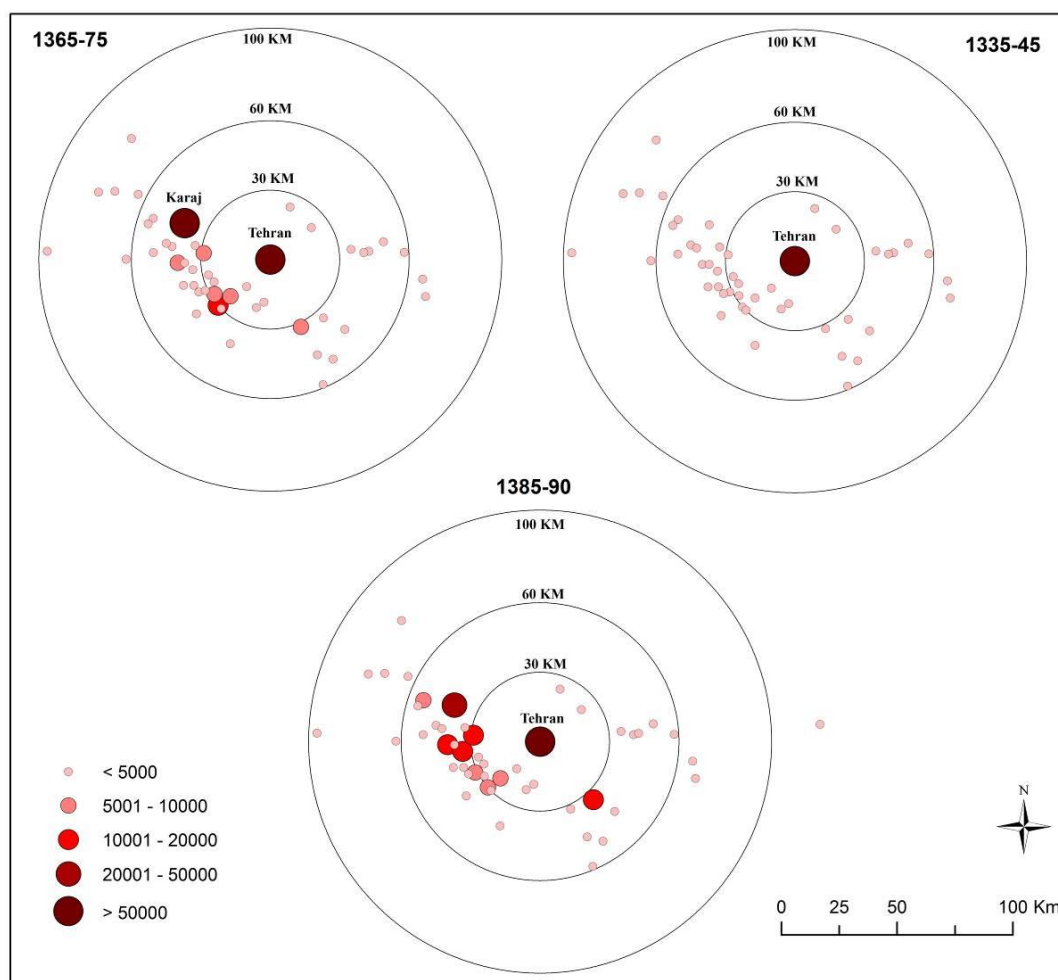 1365-75
100 KM
60 KM
30 KM
Karaj
Tehran
1335-45
100 KM
60 KM
30 KM
Tehran
1385-90
100 KM
60 KM
30 KM
Tehran
< 5000
5001 - 10000
10001 - 20000
20001 - 50000
> 50000
N
0 25 50 100 Km